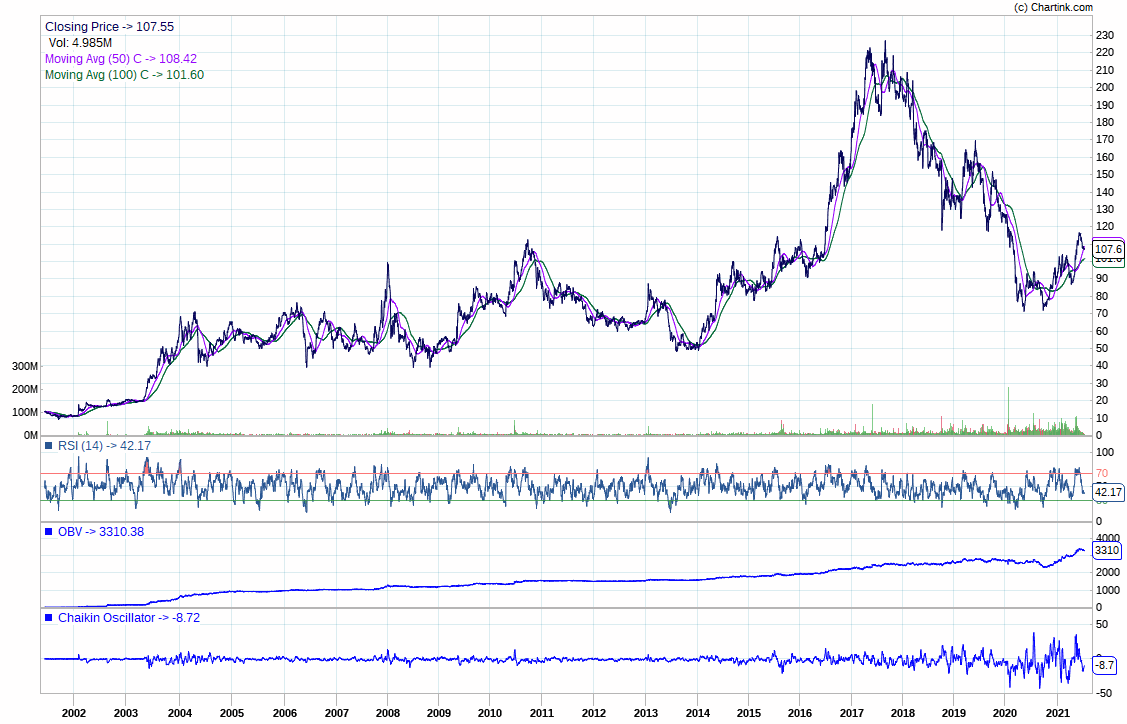 (c) Chartink.com
Closing Price -> 107.55
Vol: 4.985M
Moving Avg (50) C -> 108.42
Moving Avg (100) C -> 101.60
230
220
210
200
190
180
170
160
150
140
130
120
107.6
90
80
70
60
50
40
30
20
10
0
300M
200M
100M
0M
RSI (14) -> 42.17
100
70
42.17
0
OBV -> 3310.38
4000
3310
2000
1000
0
Chaikin Oscillator -> -8.72
50
-8.7
-50
2002 2003 2004 2005 2006 2007 2008 2009 2010 2011 2012 2013 2014 2015 2016 2017 2018 2019 2020 2021